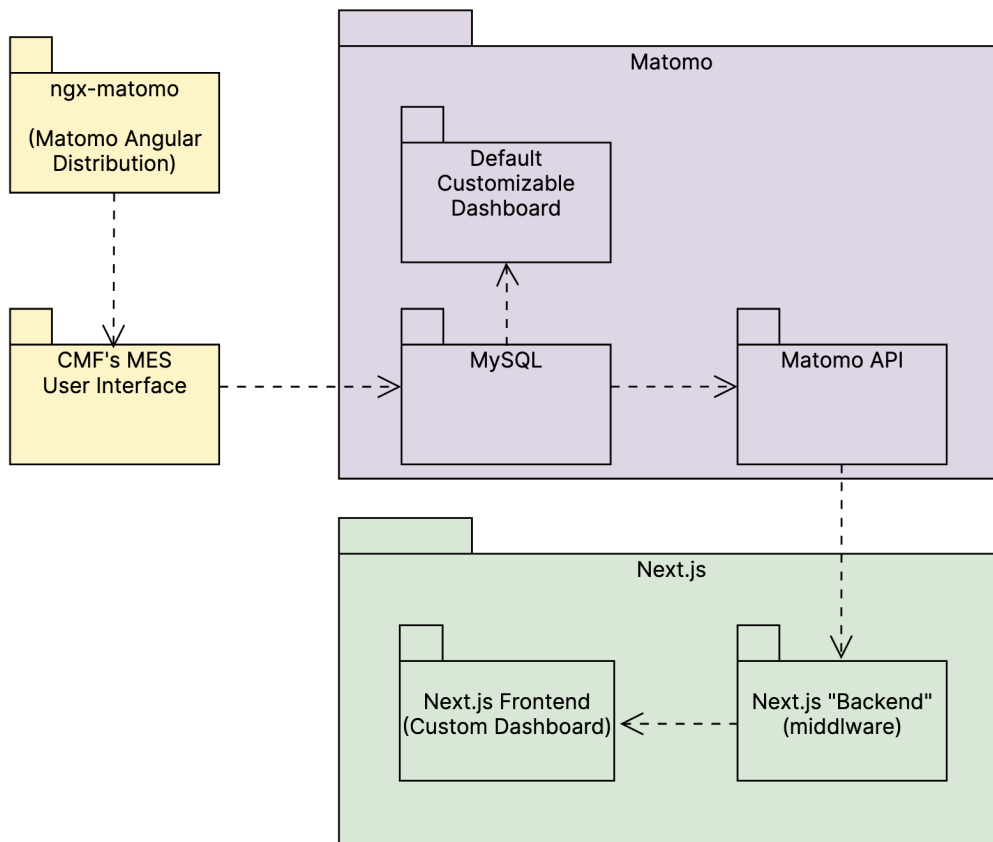 ngx-matomo
(Matomo Angular
Distribution)
CMF's MES
User Interface
Matomo
Default
Customizable
Dashboard
MySQL
Matomo API
Next.js
Next.js Frontend
(Custom Dashboard)
Next.js "Backend"
(middlware)